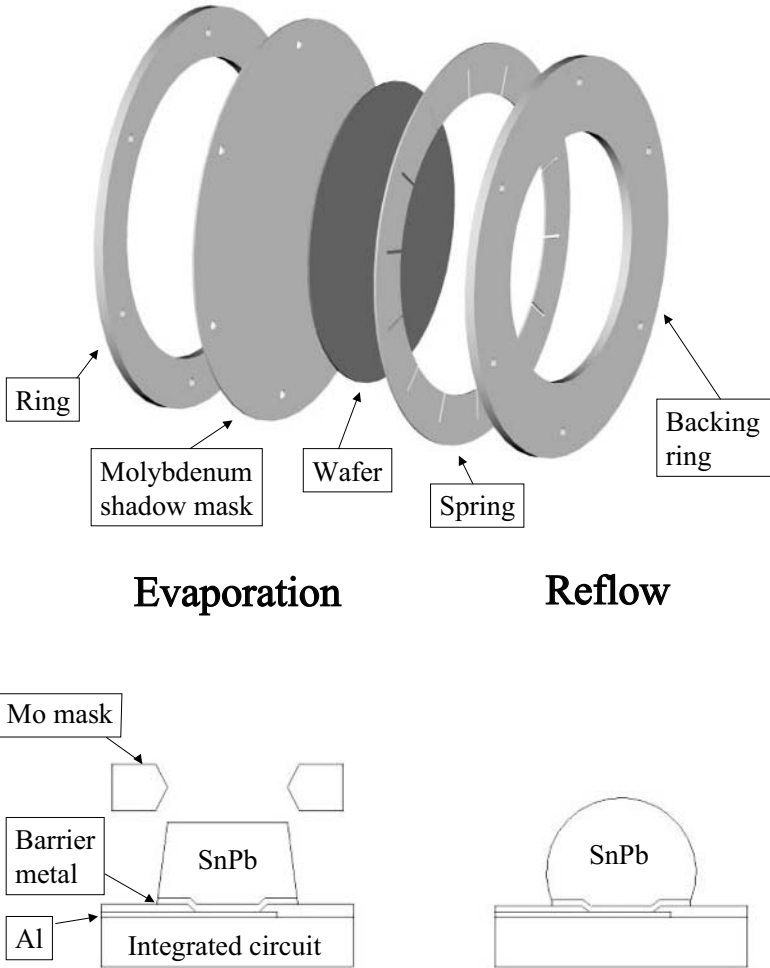 Ring
Molybdenum
shadow mask
Wafer
Spring
Backing
ring
Evaporation
Reflow
Mo mask
Barrier
metal
SnPb
SnPb
Al
Integrated circuit